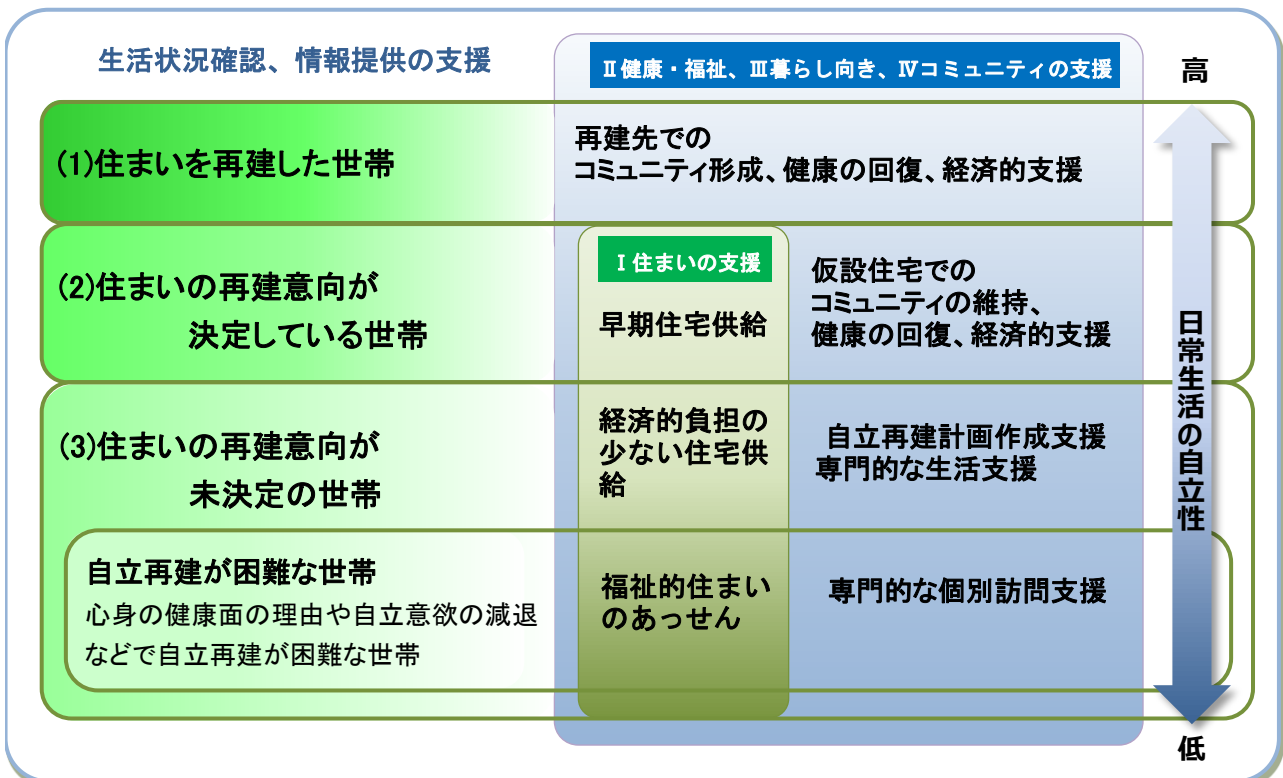 生活状況確認、情報提供の支援
Ⅱ健康・福祉、Ⅲ暮らし向き、Ⅳコミュニティの支援
高
(1)住まいを再建した世帯
再建先での
コミュニティ形成、健康の回復、経済的支援
(2)住まいの再建意向が
決定している世帯
Ⅰ住まいの支援
早期住宅供給
仮設住宅での
コミュニティの維持、
健康の回復、経済的支援
(3)住まいの再建意向が
未決定の世帯
経済的負担の
少ない住宅供
給
自立再建計画作成支援
専門的な生活支援
自立再建が困難な世帯
心身の健康面の理由や自立意欲の減退
などで自立再建が困難な世帯
福祉的住まい
のあっせん
専門的な個別訪問支援
日常生活の自立性
低